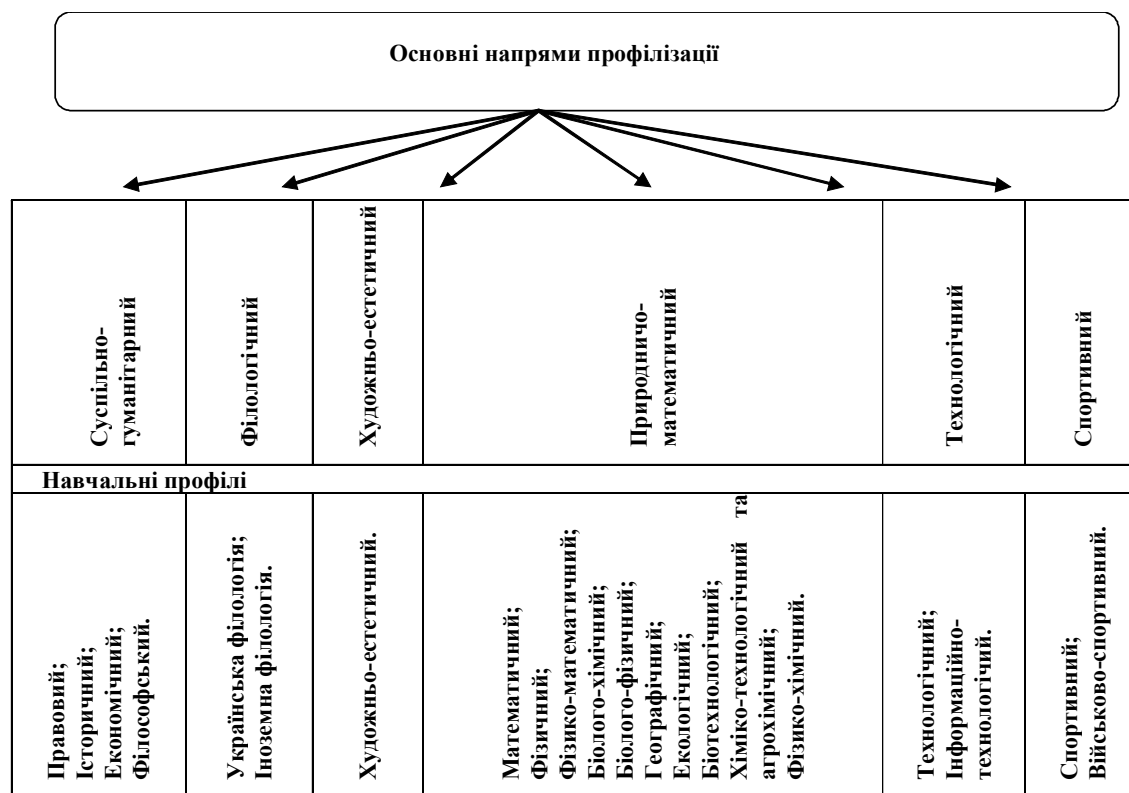 Основні напрями профілизації
Суспільно-
гуманітарний
Філологічний
Художньо-естетичний
Природничо-
математичний
Технологічний
Спортивний
Навчальні профілі
Правовий;
Історичний;
Економічний;
Філософський.
Українська філологія;
Іноземна філологія.
Художньо-естетичний.
Математичний;
Фізичний;
Фізико-математичний;
Біолого-хімічний;
Біолого-фізичний;
Географічний;
Екологічний;
Біотехнологічний;
Хіміко-технологічний та
агрохімічний;
Фізико-хімічний.
Технологічний;
Інформаційно-
технологічий.
Спортивний;
Військово-спортивний.